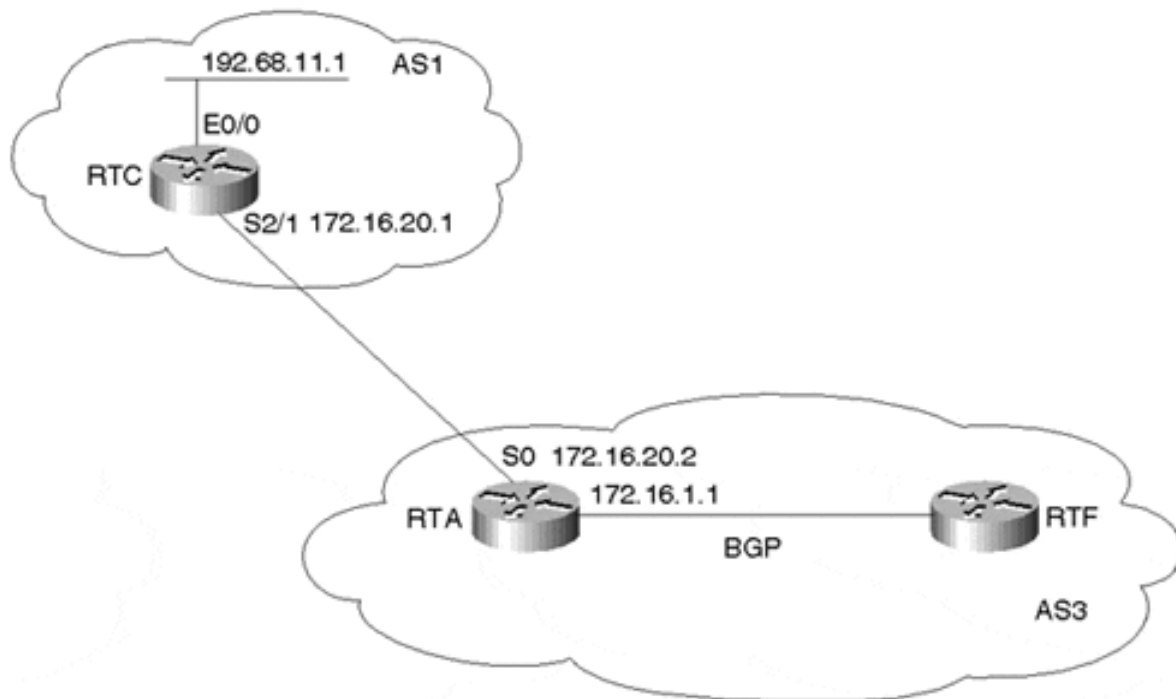 192.68.11.1
AS1
E0/0
RTC
S2/1 172.16.20.1
S0 172.16.20.2
172.16.1.1
RTA
RTF
BGP
AS3